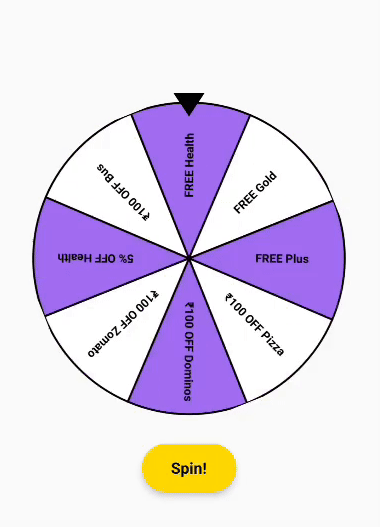 FREE Health
FREE Gold
FREE Plus
₹100 OFF Pizza
₹100 OFF Dominos
₹100 OFF Zomato
5% OFF Health
₹100 OFF Bus
Spin!